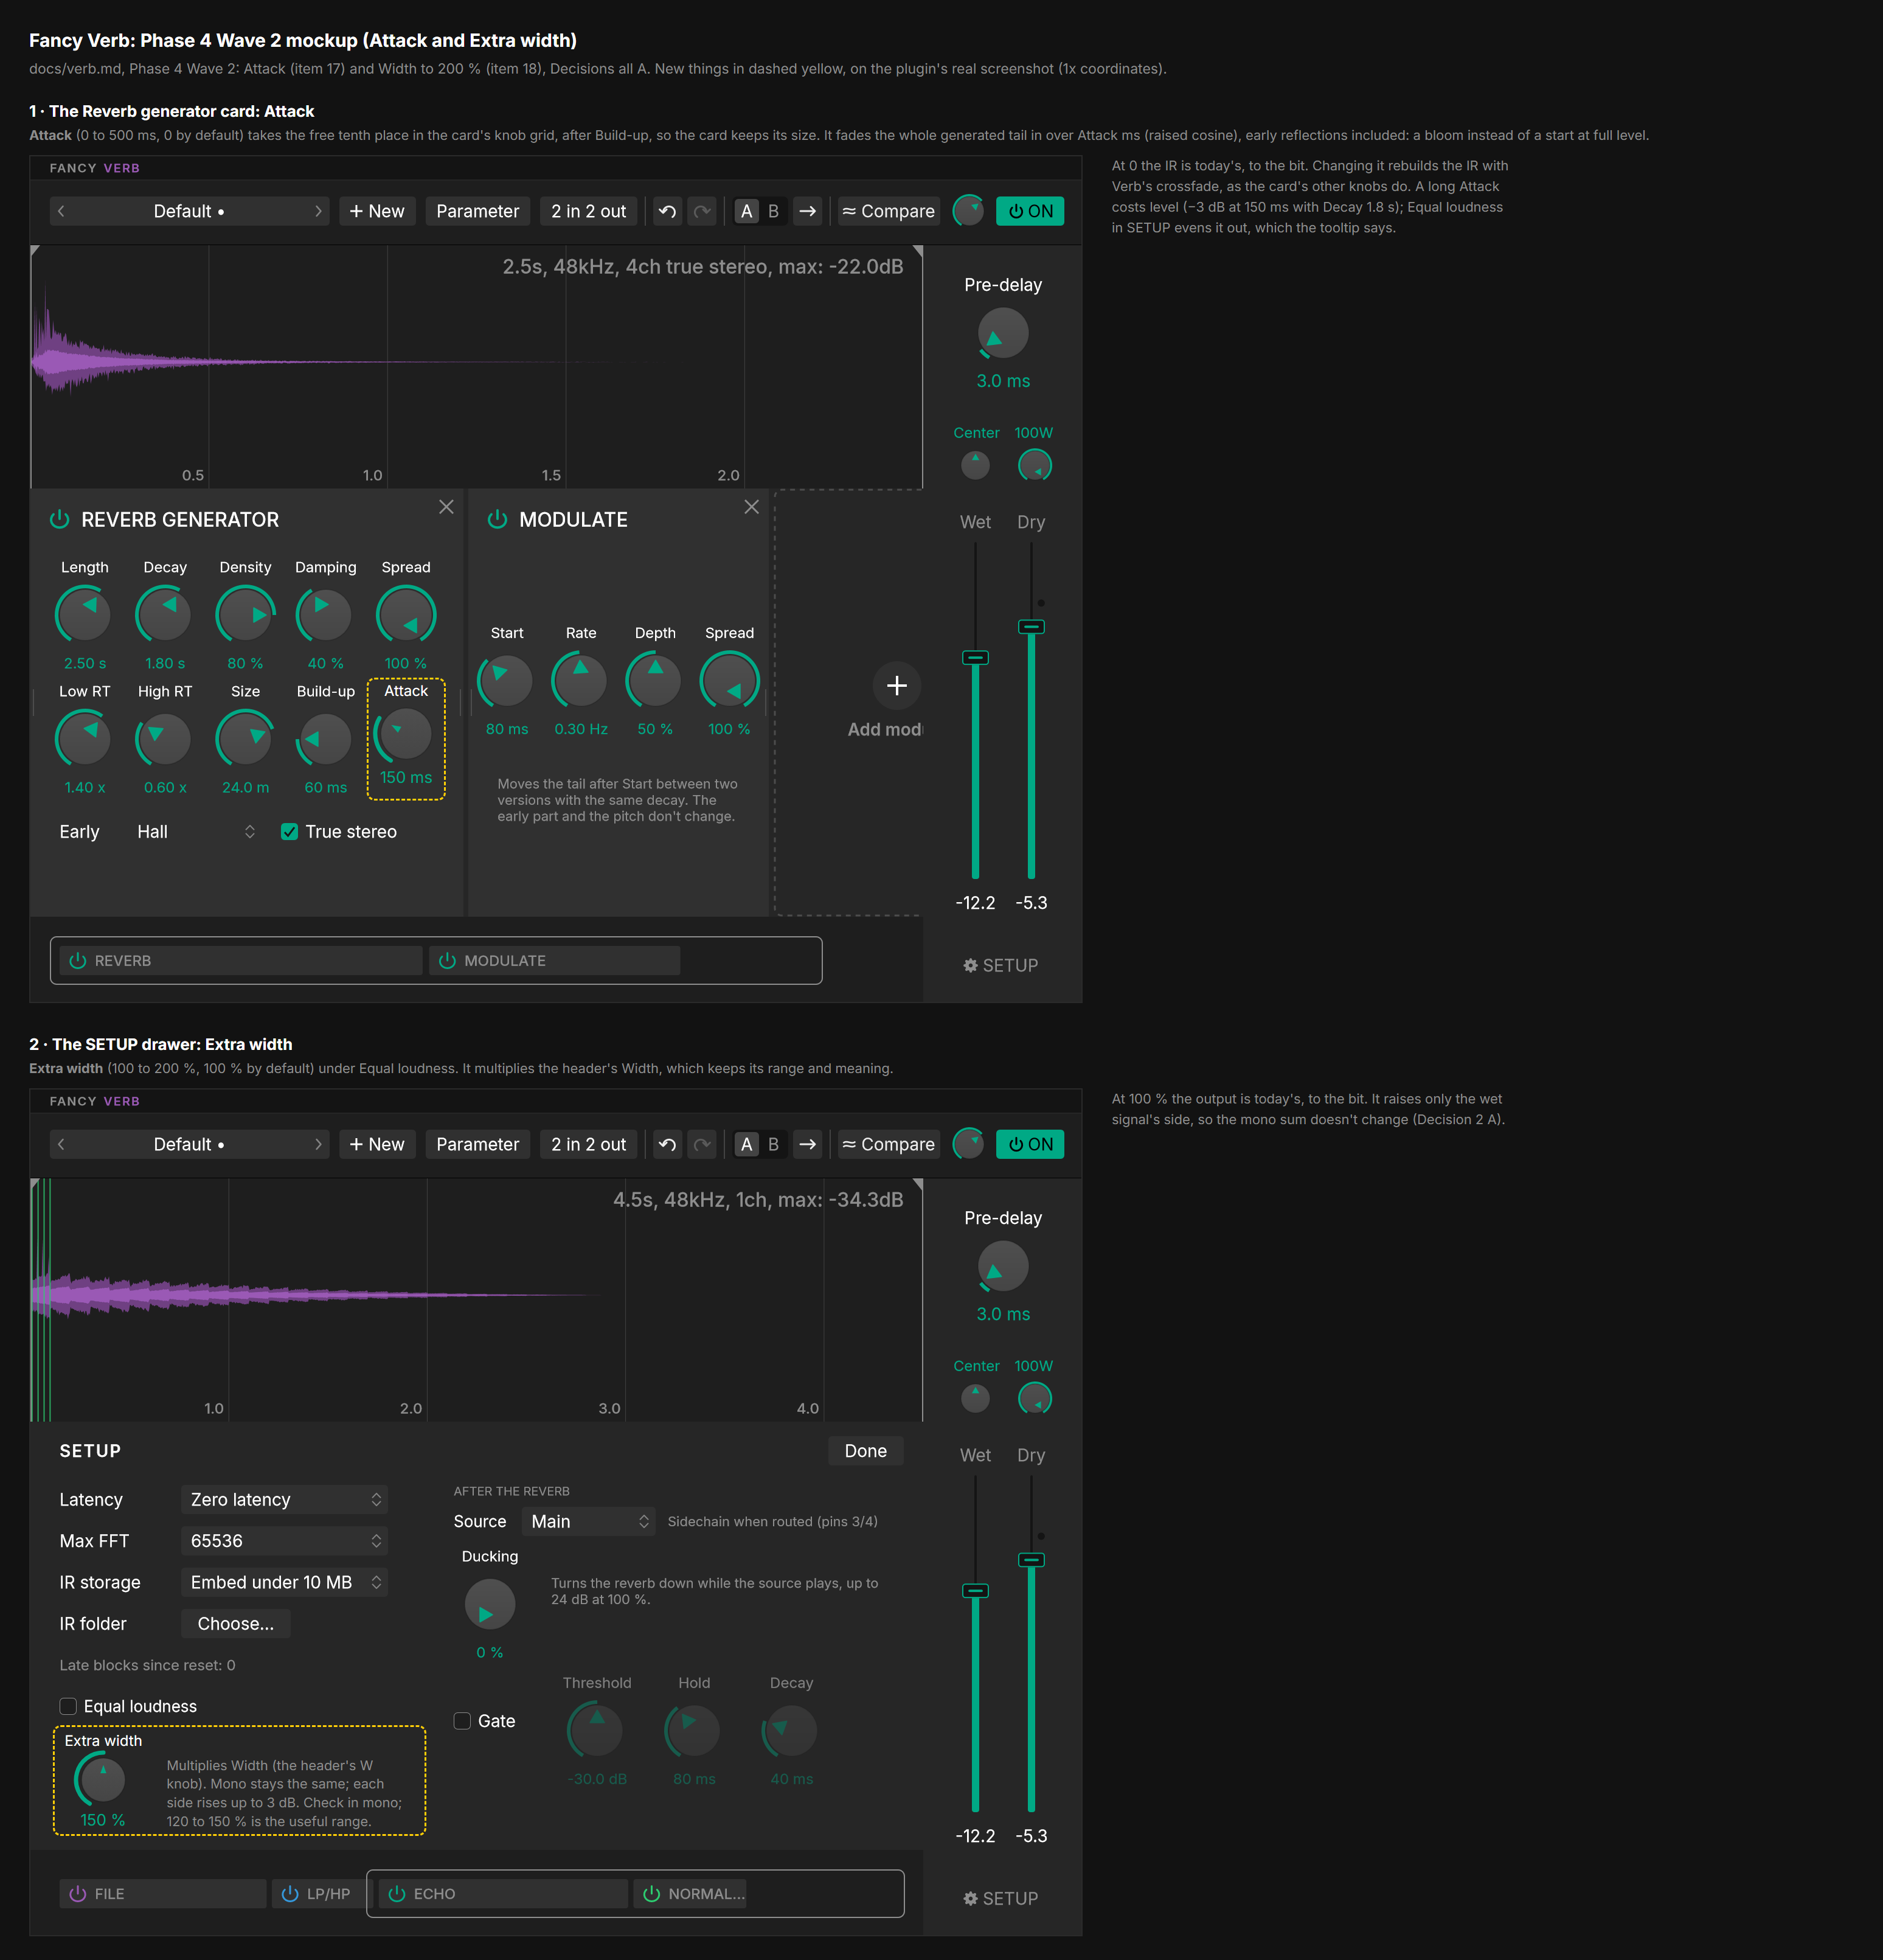 Fancy Verb: Phase 4 Wave 2 mockup (Attack and Extra width)
docs/verb.md, Phase 4 Wave 2: Attack (item 17) and Width to 200 % (item 18), Decisions all A. New things in dashed yellow, on the plugin's real screenshot (1x coordinates).
1 · The Reverb generator card: Attack
Attack (0 to 500 ms, 0 by default) takes the free tenth place in the card's knob grid, after Build-up, so the card keeps its size. It fades the whole generated tail in over Attack ms (raised cosine), early reflections included: a bloom instead of a start at full level.
FANCY VERB
Default •
+ New
Parameter
2 in 2 out
A B
≈ Compare
ON
2.5s, 48kHz, 4ch true stereo, max: -22.0dB
0.5 1.0 1.5 2.0
Pre-delay
3.0 ms
Center 100W
Wet Dry
-12.2 -5.3
SETUP
REVERB GENERATOR
Length Decay Density Damping Spread
2.50 s 1.80 s 80 % 40 % 100 %
Low RT High RT Size Build-up Attack
1.40 x 0.60 x 24.0 m 60 ms 150 ms
Early Hall True stereo
MODULATE
Start Rate Depth Spread
80 ms 0.30 Hz 50 % 100 %
Moves the tail after Start between two
versions with the same decay. The
early part and the pitch don't change.
+
Add mod
REVERB MODULATE
At 0 the IR is today's, to the bit. Changing it rebuilds the IR with
Verb's crossfade, as the card's other knobs do. A long Attack
costs level (−3 dB at 150 ms with Decay 1.8 s); Equal loudness
in SETUP evens it out, which the tooltip says.
2 · The SETUP drawer: Extra width
Extra width (100 to 200 %, 100 % by default) under Equal loudness. It multiplies the header's Width, which keeps its range and meaning.
FANCY VERB
Default •
+ New
Parameter
2 in 2 out
A B
≈ Compare
ON
4.5s, 48kHz, 1ch, max: -34.3dB
1.0 2.0 3.0 4.0
Pre-delay
3.0 ms
Center 100W
Wet Dry
-12.2 -5.3
SETUP
SETUP
Done
Latency Zero latency
Max FFT 65536
IR storage Embed under 10 MB
IR folder Choose...
Late blocks since reset: 0
Equal loudness
Extra width
150 %
Multiplies Width (the header's W
knob). Mono stays the same; each
side rises up to 3 dB. Check in mono;
120 to 150 % is the useful range.
AFTER THE REVERB
Source Main Sidechain when routed (pins 3/4)
Ducking
0 %
Turns the reverb down while the source plays, up to
24 dB at 100 %.
Gate
Threshold Hold Decay
-30.0 dB 80 ms 40 ms
FILE LP/HP ECHO NORMAL...
At 100 % the output is today's, to the bit. It raises only the wet
signal's side, so the mono sum doesn't change (Decision 2 A).